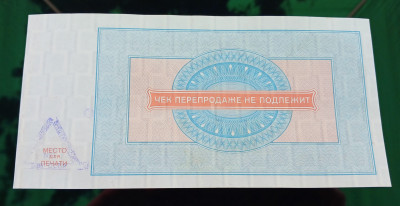 ЧЕК ПЕРЕПРОДАЖЕ НЕ ПОДЛЕЖИТ
МЕСТО
ДЛЯ
ПЕЧАТИ